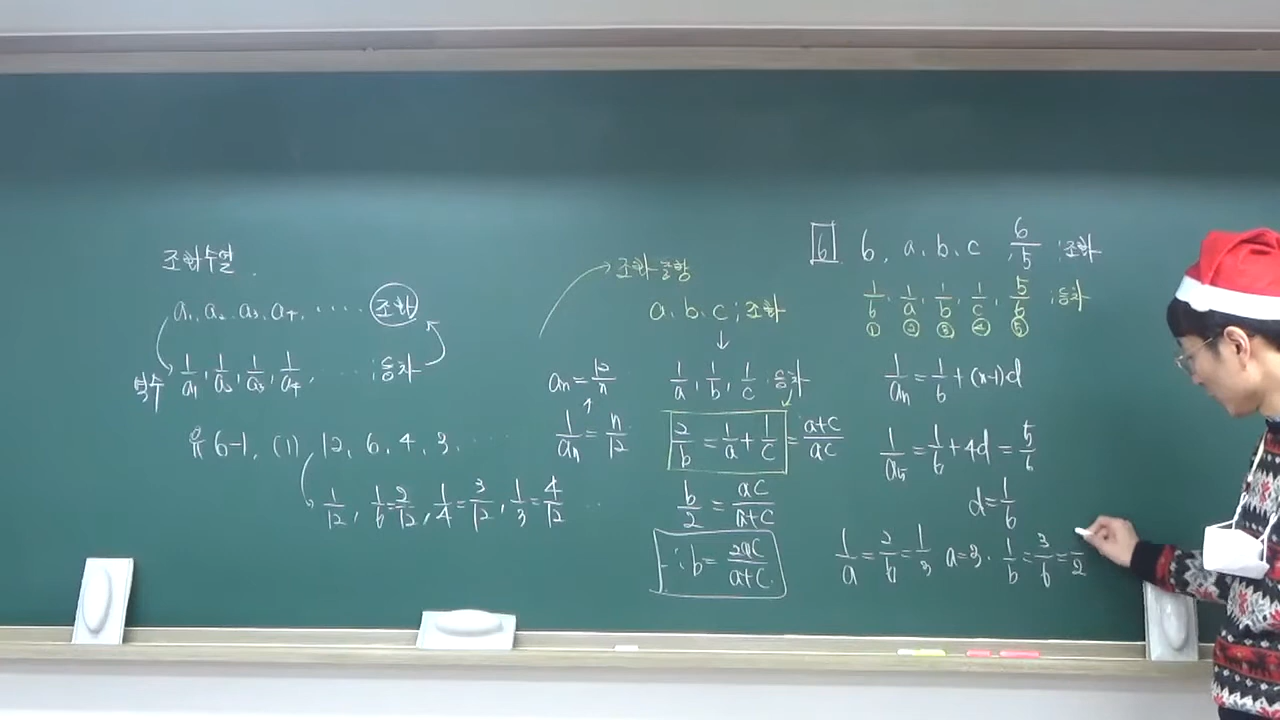 조화수열.
a₁, a₂, a₃, a₄, ····· 조화
역수 1/a₁, 1/a₂, 1/a₃, 1/a₄, ····· ; 등차
6-1, (1), 12, 6, 4, 3, ·····
1/12, 1/6=2/12, 1/4=3/12, 1/3=4/12, ···
aₙ=12/n
↑
1/aₙ=n/12
→ 조화중항
a, b, c ; 조화
↓
1/a, 1/b, 1/c 등차
2/b=1/a+1/c=a+c/ac
b/2=ac/a+c
∴ b=2ac/a+c
6 6, a, b, c, 6/5 ; 조화
1/6, 1/a, 1/b, 1/c, 5/6 ; 등차
① ② ③ ④ ⑤
1/aₙ=1/6+(n-1)d
1/a₅=1/6+4d=5/6
d=1/6
1/a=2/6=1/3 a=3. 1/b=3/6= /2